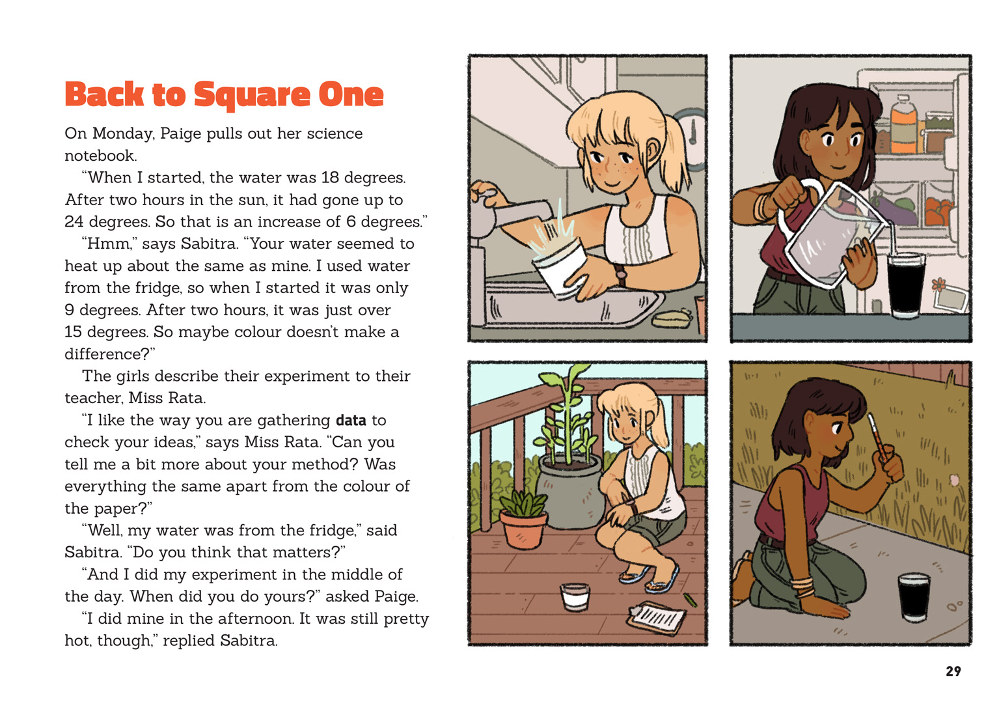 Back to Square One
On Monday, Paige pulls out her science
notebook.
“When I started, the water was 18 degrees.
After two hours in the sun, it had gone up to
24 degrees. So that is an increase of 6 degrees.”
“Hmm,” says Sabitra. “Your water seemed to
heat up about the same as mine. I used water
from the fridge, so when I started it was only
9 degrees. After two hours, it was just over
15 degrees. So maybe colour doesn’t make a
difference?”
The girls describe their experiment to their
teacher, Miss Rata.
“I like the way you are gathering data to
check your ideas,” says Miss Rata. “Can you
tell me a bit more about your method? Was
everything the same apart from the colour of
the paper?”
“Well, my water was from the fridge,” said
Sabitra. “Do you think that matters?”
“And I did my experiment in the middle of
the day. When did you do yours?” asked Paige.
“I did mine in the afternoon. It was still pretty
hot, though,” replied Sabitra.
29